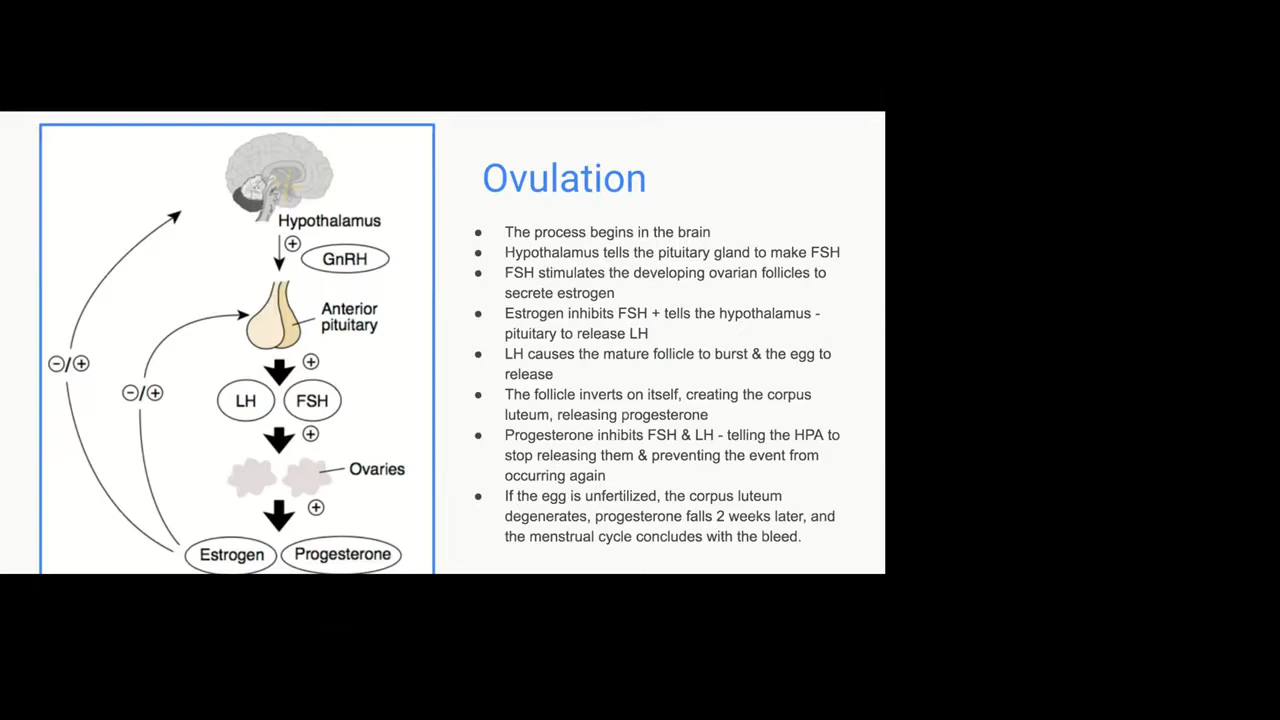 Hypothalamus
⊕
GnRH
Anterior
pituitary
⊕
⊖/⊕
⊖/⊕
LH
FSH
⊕
Ovaries
⊕
Estrogen
Progesterone
Ovulation
● The process begins in the brain
● Hypothalamus tells the pituitary gland to make FSH
● FSH stimulates the developing ovarian follicles to
secrete estrogen
● Estrogen inhibits FSH + tells the hypothalamus -
pituitary to release LH
● LH causes the mature follicle to burst & the egg to
release
● The follicle inverts on itself, creating the corpus
luteum, releasing progesterone
● Progesterone inhibits FSH & LH - telling the HPA to
stop releasing them & preventing the event from
occurring again
● If the egg is unfertilized, the corpus luteum
degenerates, progesterone falls 2 weeks later, and
the menstrual cycle concludes with the bleed.